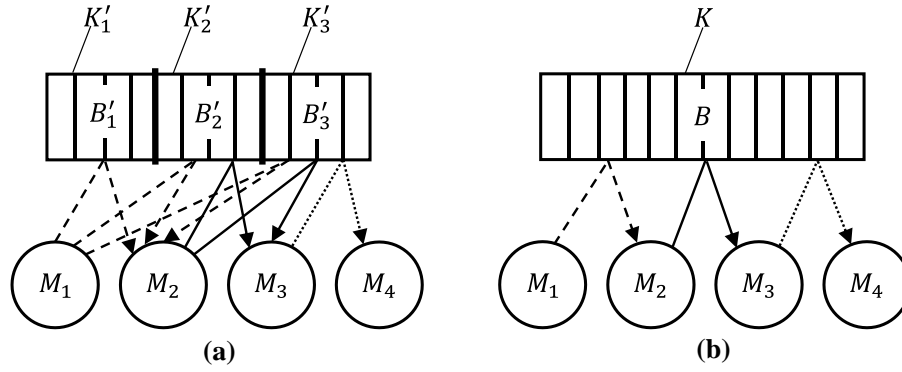 K′₁ K′₂ K′₃ K
B′₁ B′₂ B′₃ B
M₁ M₂ M₃ M₄ M₁ M₂ M₃ M₄
(a) (b)